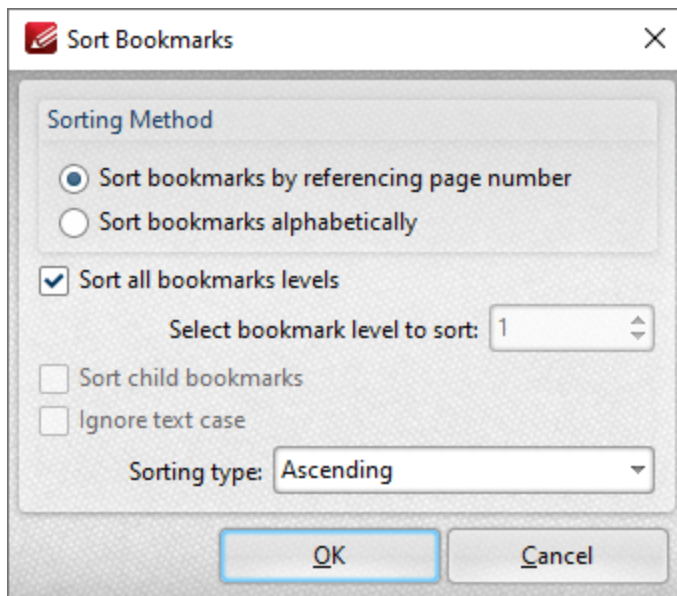 Sort Bookmarks
Sorting Method
Sort bookmarks by referencing page number
Sort bookmarks alphabetically
Sort all bookmarks levels
Select bookmark level to sort: 1
Sort child bookmarks
Ignore text case
Sorting type: Ascending
OK Cancel